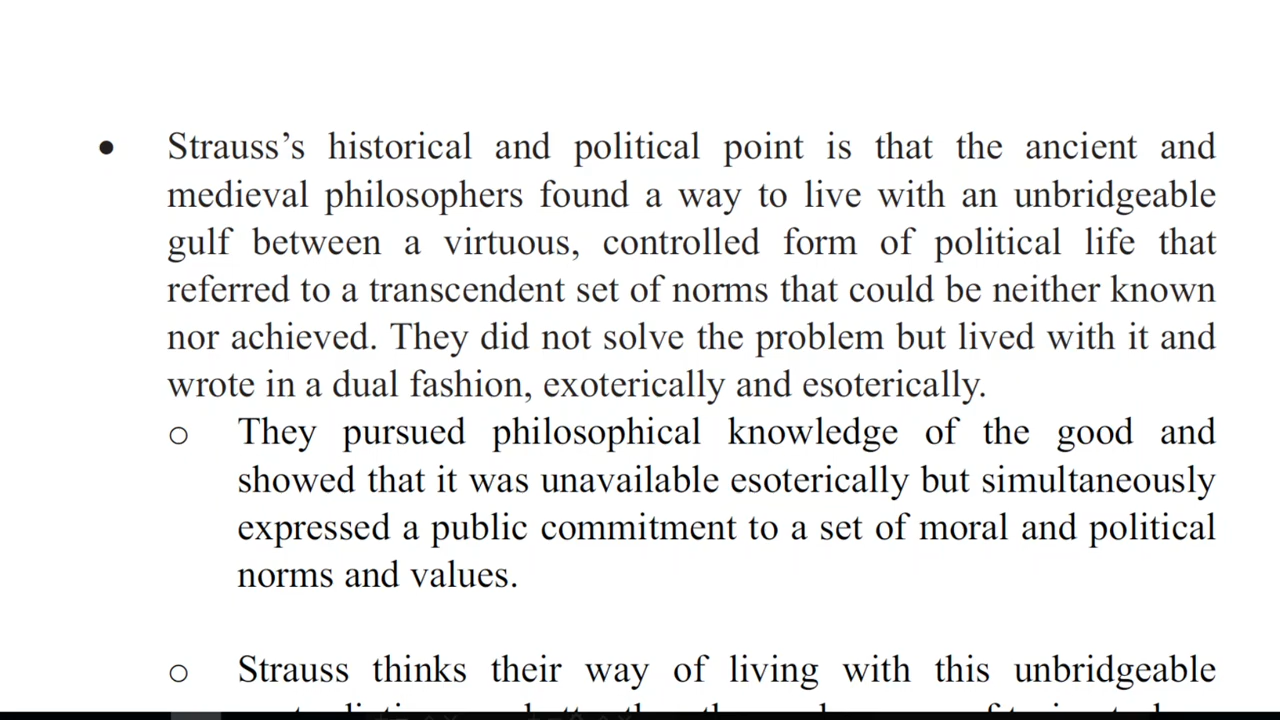 • Strauss’s historical and political point is that the ancient and
medieval philosophers found a way to live with an unbridgeable
gulf between a virtuous, controlled form of political life that
referred to a transcendent set of norms that could be neither known
nor achieved. They did not solve the problem but lived with it and
wrote in a dual fashion, exoterically and esoterically.
○ They pursued philosophical knowledge of the good and
showed that it was unavailable esoterically but simultaneously
expressed a public commitment to a set of moral and political
norms and values.
○ Strauss thinks their way of living with this unbridgeable